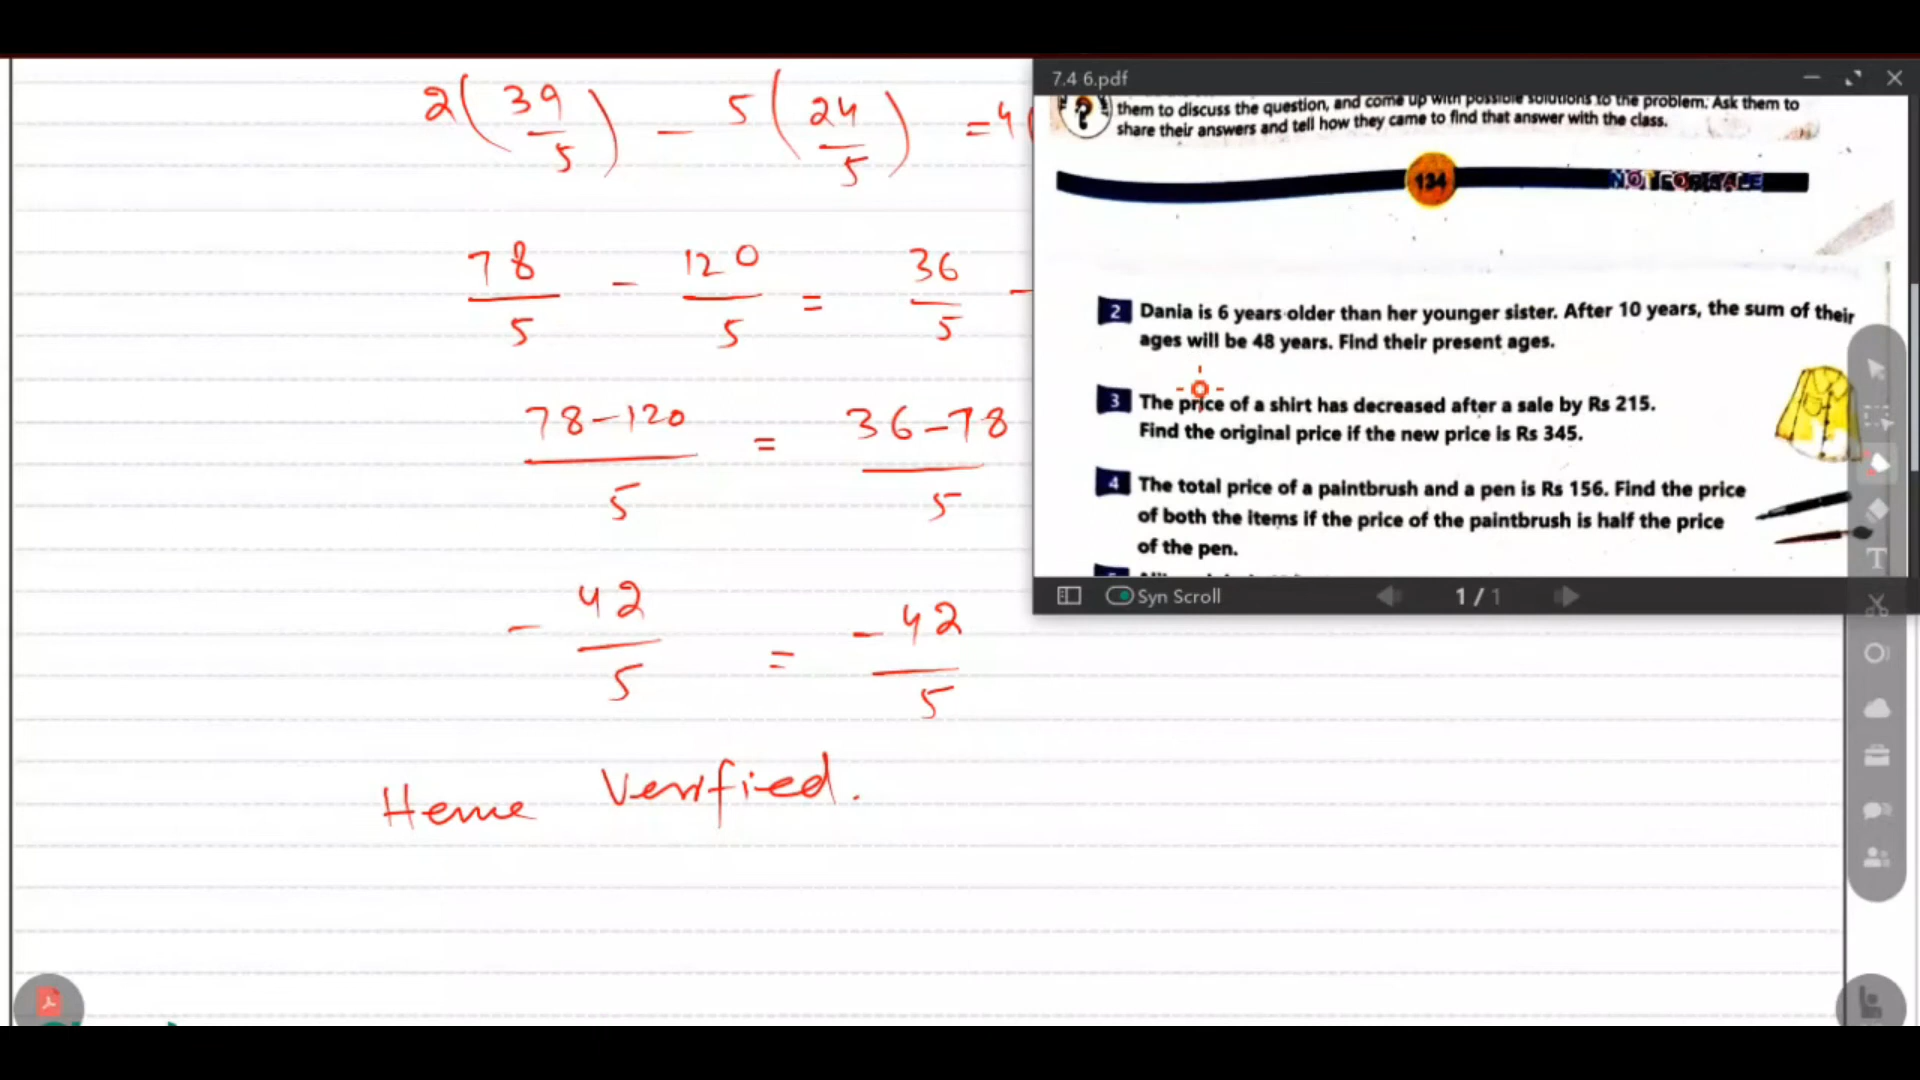 2(39/5) - 5(24/5) = 4(
78/5 - 120/5 = 36/5 -
78-120/5 = 36-78/5
- 42/5 = -42/5
Hence Verified.
7.4 6.pdf
them to discuss the question, and come up with possible solutions to the problem. Ask them to
share their answers and tell how they came to find that answer with the class.
134
NOT FOR SALE
2 Dania is 6 years older than her younger sister. After 10 years, the sum of their
ages will be 48 years. Find their present ages.
3 The price of a shirt has decreased after a sale by Rs 215.
Find the original price if the new price is Rs 345.
4 The total price of a paintbrush and a pen is Rs 156. Find the price
of both the items if the price of the paintbrush is half the price
of the pen.
Syn Scroll
1 / 1
T